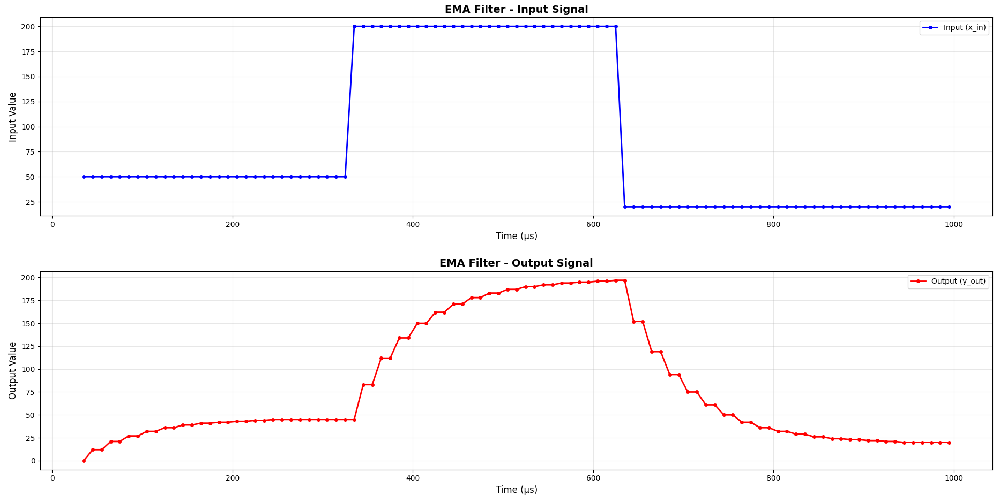 EMA Filter - Input Signal
Input Value
200
175
150
125
100
75
50
25
Input (x_in)
0 200 400 600 800 1000
Time (µs)
EMA Filter - Output Signal
Output Value
200
175
150
125
100
75
50
25
0
Output (y_out)
0 200 400 600 800 1000
Time (µs)